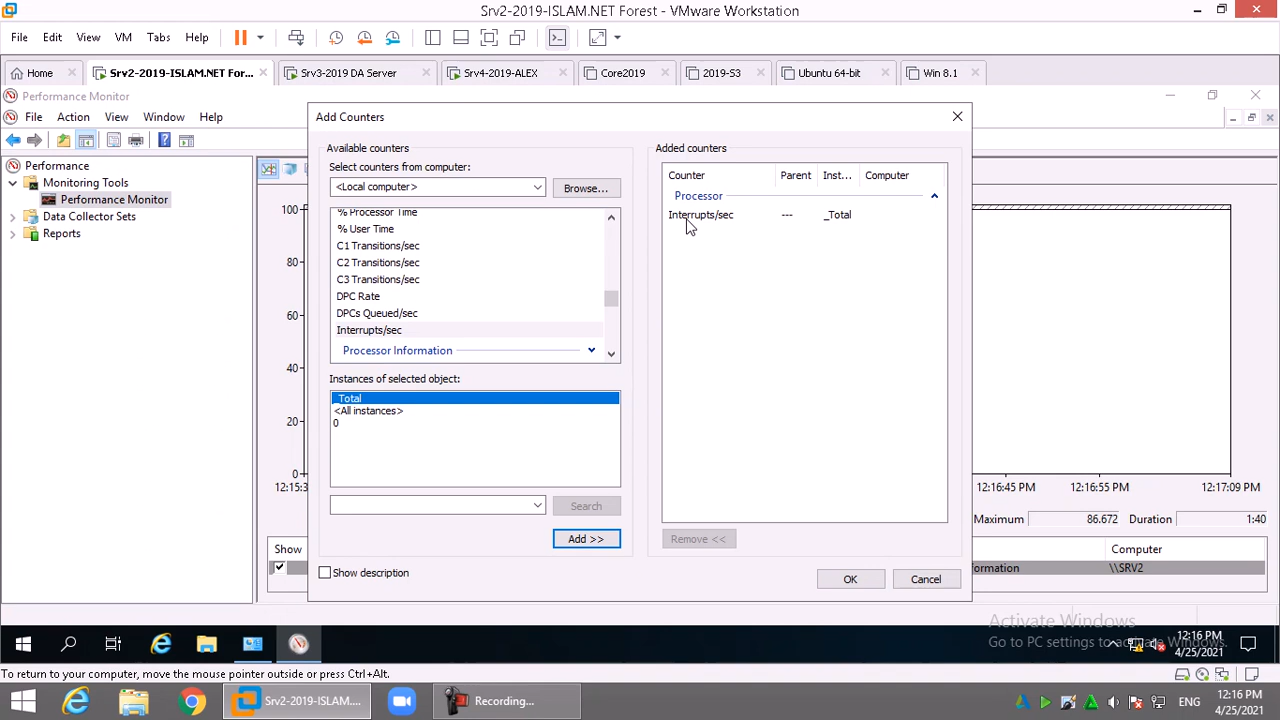 Srv2-2019-ISLAM.NET Forest - VMware Workstation
File Edit View VM Tabs Help
Home Srv2-2019-ISLAM.NET For... Srv3-2019 DA Server Srv4-2019-ALEX Core2019 2019-S3 Ubuntu 64-bit Win 8.1
Performance Monitor
File Action View Window Help
Performance
Monitoring Tools
Performance Monitor
Data Collector Sets
Reports
Add Counters
Available counters
Select counters from computer:
<Local computer>
Browse...
% Processor Time
% User Time
C1 Transitions/sec
C2 Transitions/sec
C3 Transitions/sec
DPC Rate
DPCs Queued/sec
Interrupts/sec
Processor Information
Instances of selected object:
_Total
<All instances>
0
Search
Add >>
Show description
Added counters
Counter Parent Inst... Computer
Processor
Interrupts/sec --- _Total
Remove <<
OK Cancel
100
80
60
40
20
0
12:15:3
12:16:45 PM 12:16:55 PM 12:17:09 PM
Maximum 86.672 Duration 1:40
Show Computer
formation \\SRV2
Activate Windows
Go to PC settings to activate Windows.
12:16 PM
4/25/2021
To return to your computer, move the mouse pointer outside or press Ctrl+Alt.
Srv2-2019-ISLAM.... Recording...
ENG
12:16 PM
4/25/2021